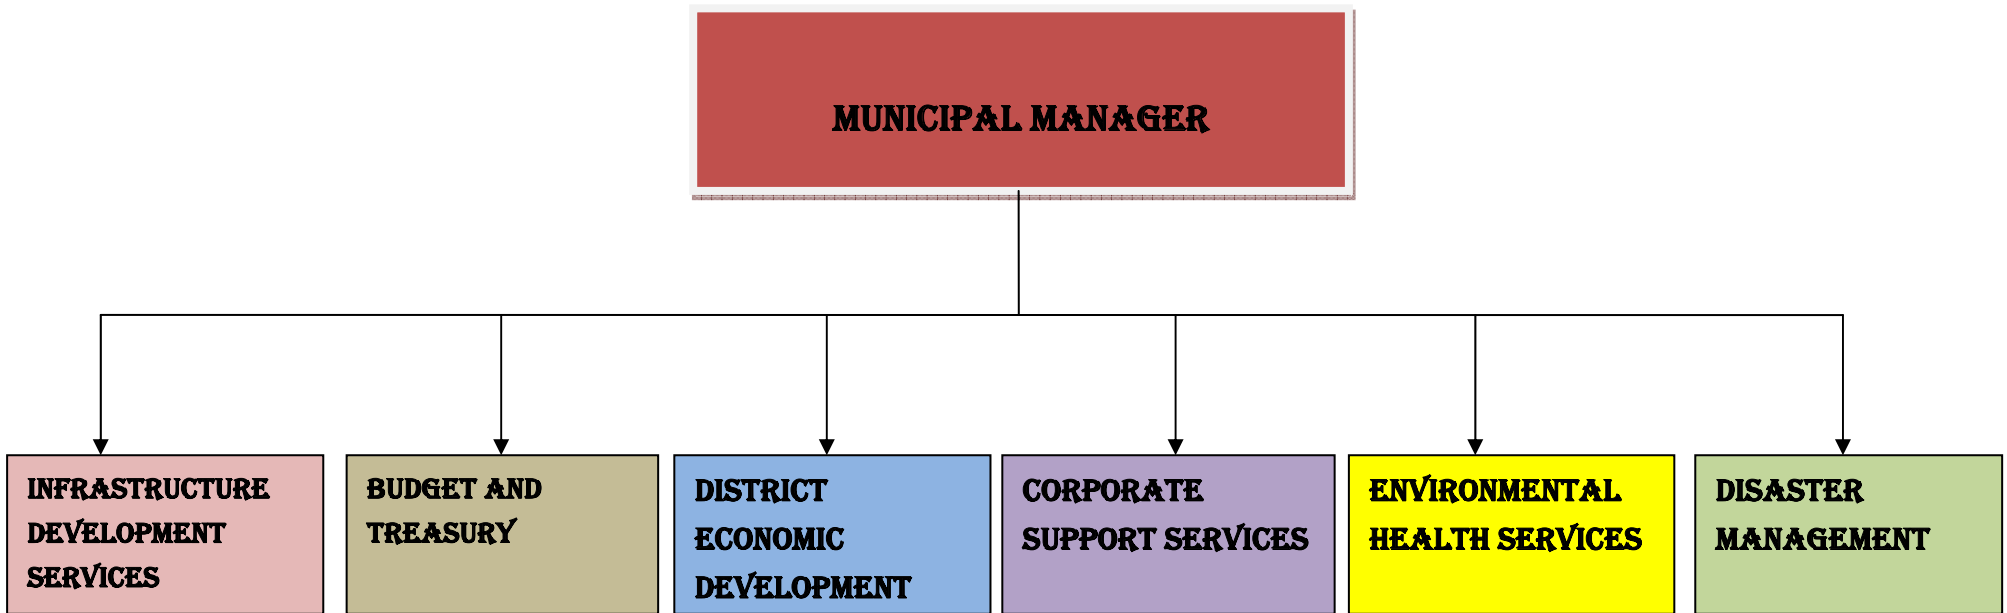 MUNICIPAL MANAGER
INFRASTRUCTURE
DEVELOPMENT
SERVICES
BUDGET AND
TREASURY
DISTRICT
ECONOMIC
DEVELOPMENT
CORPORATE
SUPPORT SERVICES
ENVIRONMENTAL
HEALTH SERVICES
DISASTER
MANAGEMENT